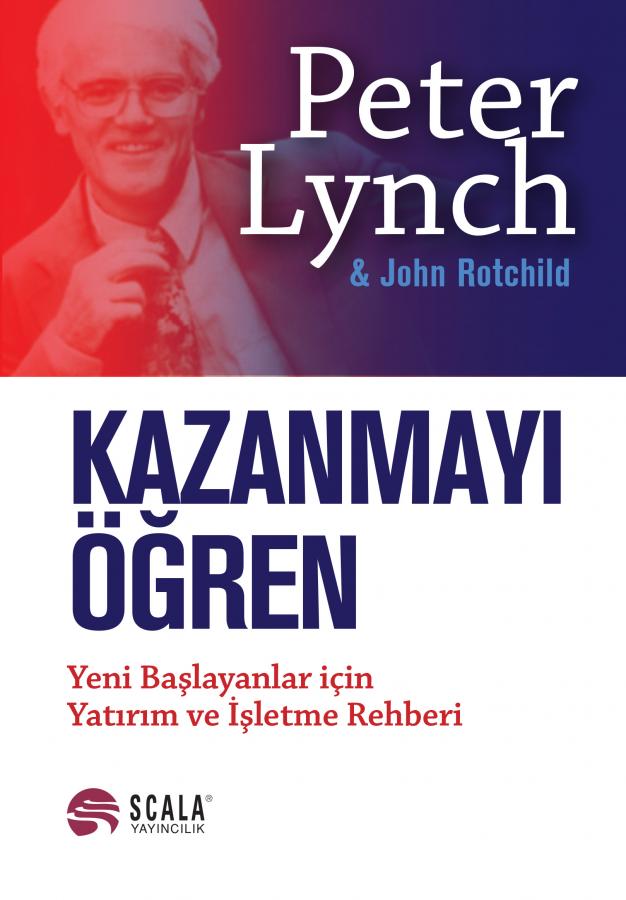 Peter
Lynch
& John Rotchild
KAZANMAYI
ÖĞREN
Yeni Başlayanlar için
Yatırım ve İşletme Rehberi
SCALA®
YAYINCILIK